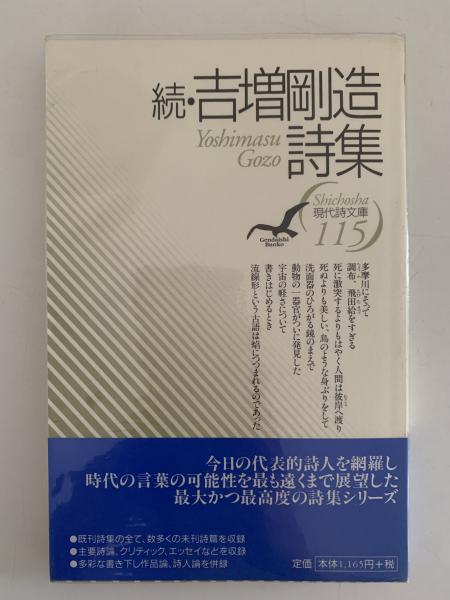 続・吉増剛造
Yoshimasu
Gozo
詩集
Shichosha
現代詩文庫
115
Gendaishi
Bunko
多摩川にそって
調布、飛田給をすぎる
死に激突するよりもはやく人間は彼岸へ渡り
死ぬよりも美しい、鳥のような身ぶりをして
洗面器のひろがる鏡のまえで
動物の一器官がついに発見した
宇宙の軽さについて
書きはじめるとき
流線形という古語は焰につつまれるのであった
今日の代表的詩人を網羅し
時代の言葉の可能性を最も遠くまで展望した
最大かつ最高度の詩集シリーズ
●既刊詩集の全て、数多くの未刊詩篇を収録
●主要詩論、クリティック、エッセイなどを収録
●多彩な書き下し作品論、詩人論を併録
定価 本体1,165円+税